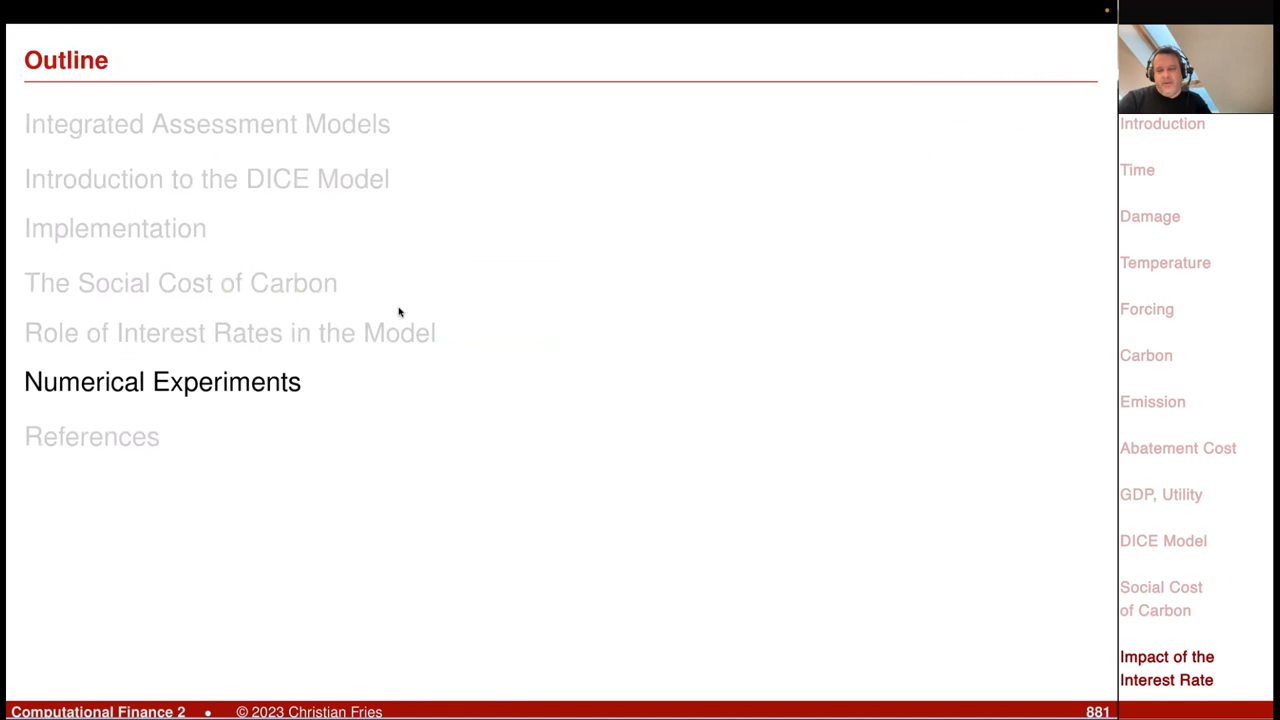 Outline
Integrated Assessment Models
Introduction to the DICE Model
Implementation
The Social Cost of Carbon
Role of Interest Rates in the Model
Numerical Experiments
References
Introduction
Time
Damage
Temperature
Forcing
Carbon
Emission
Abatement Cost
GDP, Utility
DICE Model
Social Cost
of Carbon
Impact of the
Interest Rate
Computational Finance 2 • © 2023 Christian Fries 881